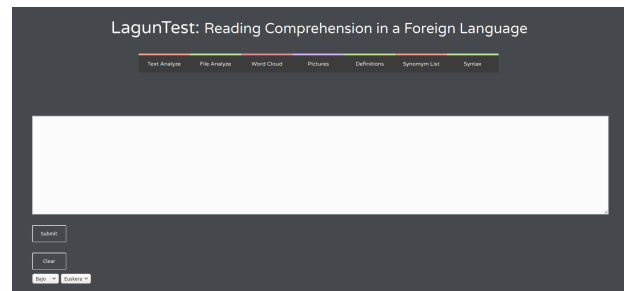 LagunTest: Reading Comprehension in a Foreign Language
Text Analyze File Analyze Word Cloud Pictures Definitions Synomym List Syntax
Submit
Clear
Bajo Euskera